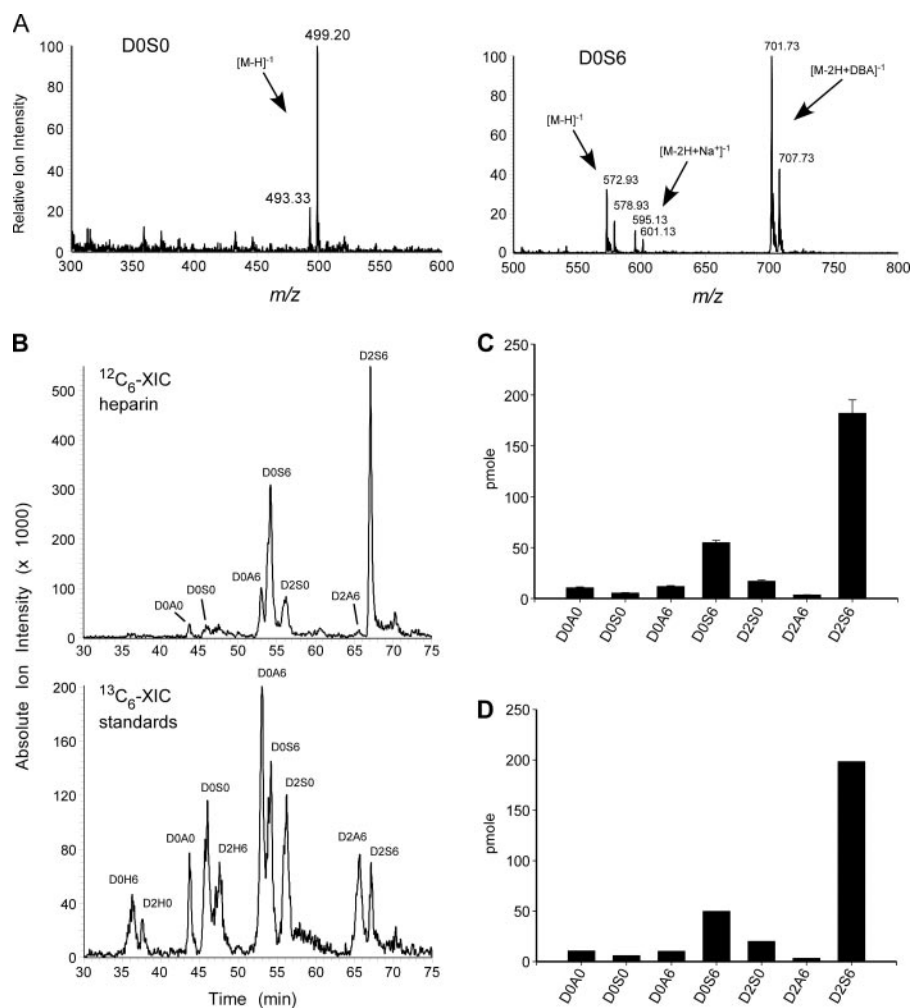 A
D0S0
[M-H]⁻¹
499.20
493.33
Relative Ion Intensity
100
80
60
40
20
0
300 350 400 450 500 550 600
m/z
D0S6
701.73
[M-2H+DBA]⁻¹
[M-H]⁻¹
[M-2H+Na⁺]⁻¹
707.73
572.93
578.93
595.13
601.13
100
80
60
40
20
0
500 550 600 650 700 750 800
m/z
B
¹²C₆-XIC
heparin
D2S6
D0S6
D0A6
D2S0
D0S0
D0A0
D2A6
500
400
300
200
100
0
30 35 40 45 50 55 60 65 70 75
Absolute Ion Intensity (x 1000)
¹³C₆-XIC
standards
D0A6
D0S6
D0S0
D2S0
D0A0
D2H6
D2A6
D2S6
D0H6
D2H0
200
160
120
80
40
0
30 35 40 45 50 55 60 65 70 75
Time (min)
C
250
200
150
100
50
0
pmole
D0A0 D0S0 D0A6 D0S6 D2S0 D2A6 D2S6
D
250
200
150
100
50
0
pmole
D0A0 D0S0 D0A6 D0S6 D2S0 D2A6 D2S6